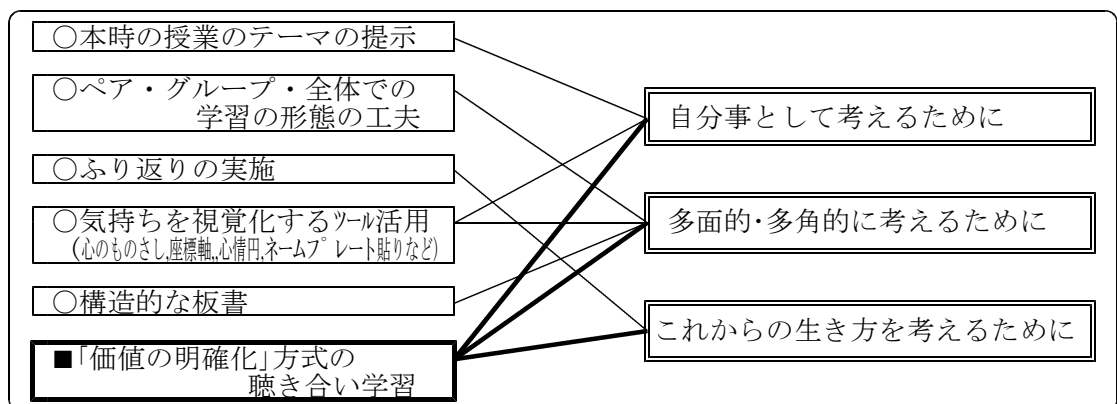 ○本時の授業のテーマの提示
○ペア・グループ・全体での
学習の形態の工夫
○ふり返りの実施
○気持ちを視覚化するﾂｰﾙ活用
(心のものさし,座標軸,,心情円,ネームプレート貼りなど)
○構造的な板書
■「価値の明確化」方式の
聴き合い学習
自分事として考えるために
多面的・多角的に考えるために
これからの生き方を考えるために